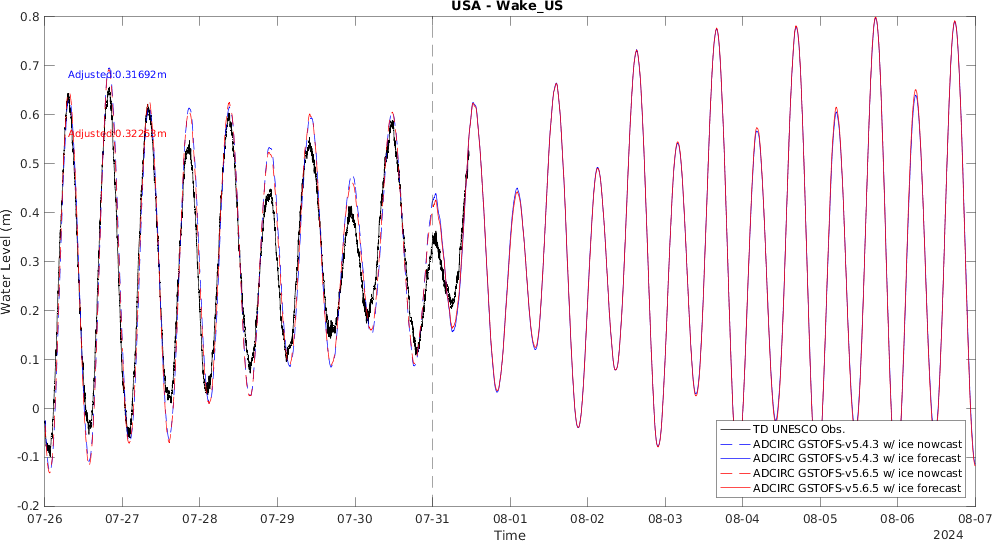 USA - Wake_US
0.8
0.7
0.6
0.5
0.4
0.3
0.2
0.1
0
-0.1
-0.2
Water Level (m)
Adjusted:0.31692m
Adjusted:0.32263m
TD UNESCO Obs.
ADCIRC GSTOFS-v5.4.3 w/ ice nowcast
ADCIRC GSTOFS-v5.4.3 w/ ice forecast
ADCIRC GSTOFS-v5.6.5 w/ ice nowcast
ADCIRC GSTOFS-v5.6.5 w/ ice forecast
07-26 07-27 07-28 07-29 07-30 07-31 08-01 08-02 08-03 08-04 08-05 08-06 08-07
Time
2024